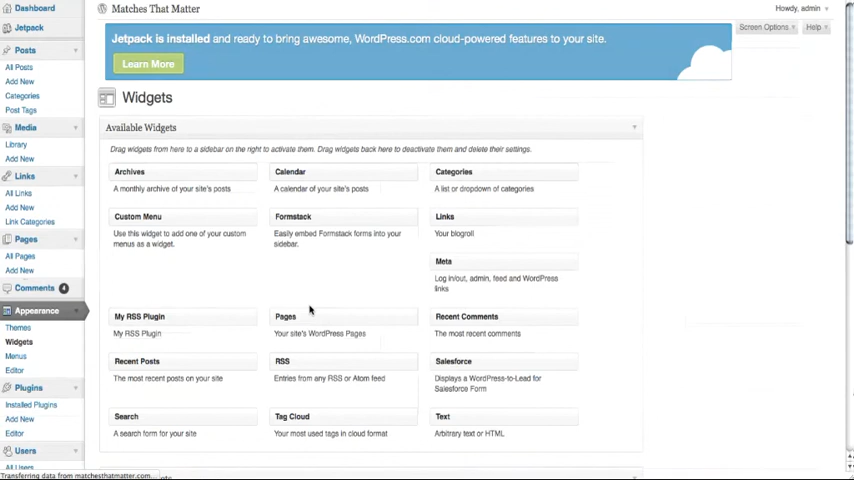 Dashboard
Jetpack
Posts
All Posts
Add New
Categories
Post Tags
Media
Library
Add New
Links
All Links
Add New
Link Categories
Pages
All Pages
Add New
Comments 4
Appearance
Themes
Widgets
Menus
Editor
Plugins
Installed Plugins
Add New
Editor
Users
All Users
Transferring data from matchesthatmatter.com...
Matches That Matter
Howdy, admin
Screen Options
Help
Jetpack is installed and ready to bring awesome, WordPress.com cloud-powered features to your site.
Learn More
Widgets
Available Widgets
Drag widgets from here to a sidebar on the right to activate them. Drag widgets back here to deactivate them and delete their settings.
Archives
A monthly archive of your site's posts
Calendar
A calendar of your site's posts
Categories
A list or dropdown of categories
Custom Menu
Use this widget to add one of your custom
menus as a widget.
Formstack
Easily embed Formstack forms into your
sidebar.
Links
Your blogroll
Meta
Log in/out, admin, feed and WordPress
links
My RSS Plugin
My RSS Plugin
Pages
Your site's WordPress Pages
Recent Comments
The most recent comments
Recent Posts
The most recent posts on your site
RSS
Entries from any RSS or Atom feed
Salesforce
Displays a WordPress-to-Lead for
Salesforce Form
Search
A search form for your site
Tag Cloud
Your most used tags in cloud format
Text
Arbitrary text or HTML